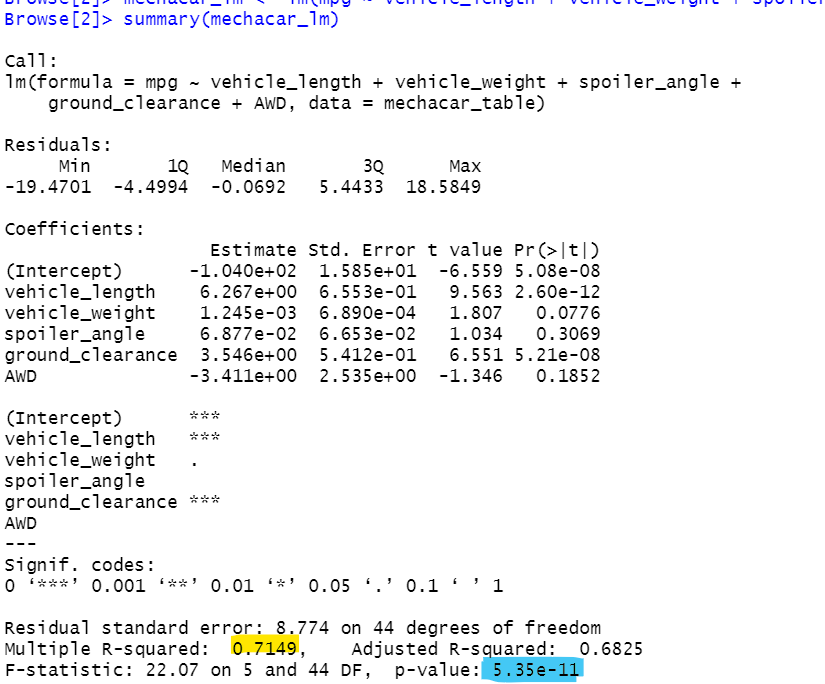 Browse[2]> mechacar_lm <- lm(mpg ~ vehicle_length + vehicle_weight + spoiler
Browse[2]> summary(mechacar_lm)
Call:
lm(formula = mpg ~ vehicle_length + vehicle_weight + spoiler_angle +
    ground_clearance + AWD, data = mechacar_table)
Residuals:
     Min       1Q   Median       3Q      Max
-19.4701  -4.4994  -0.0692   5.4433  18.5849
Coefficients:
                   Estimate Std. Error t value Pr(>|t|)
(Intercept)      -1.040e+02  1.585e+01  -6.559 5.08e-08
vehicle_length    6.267e+00  6.553e-01   9.563 2.60e-12
vehicle_weight    1.245e-03  6.890e-04   1.807   0.0776
spoiler_angle     6.877e-02  6.653e-02   1.034   0.3069
ground_clearance  3.546e+00  5.412e-01   6.551 5.21e-08
AWD              -3.411e+00  2.535e+00  -1.346   0.1852
(Intercept)      ***
vehicle_length   ***
vehicle_weight   .
spoiler_angle
ground_clearance ***
AWD
---
Signif. codes:
0 ‘***’ 0.001 ‘**’ 0.01 ‘*’ 0.05 ‘.’ 0.1 ‘ ’ 1
Residual standard error: 8.774 on 44 degrees of freedom
Multiple R-squared:  0.7149,	Adjusted R-squared:  0.6825
F-statistic: 22.07 on 5 and 44 DF,  p-value: 5.35e-11